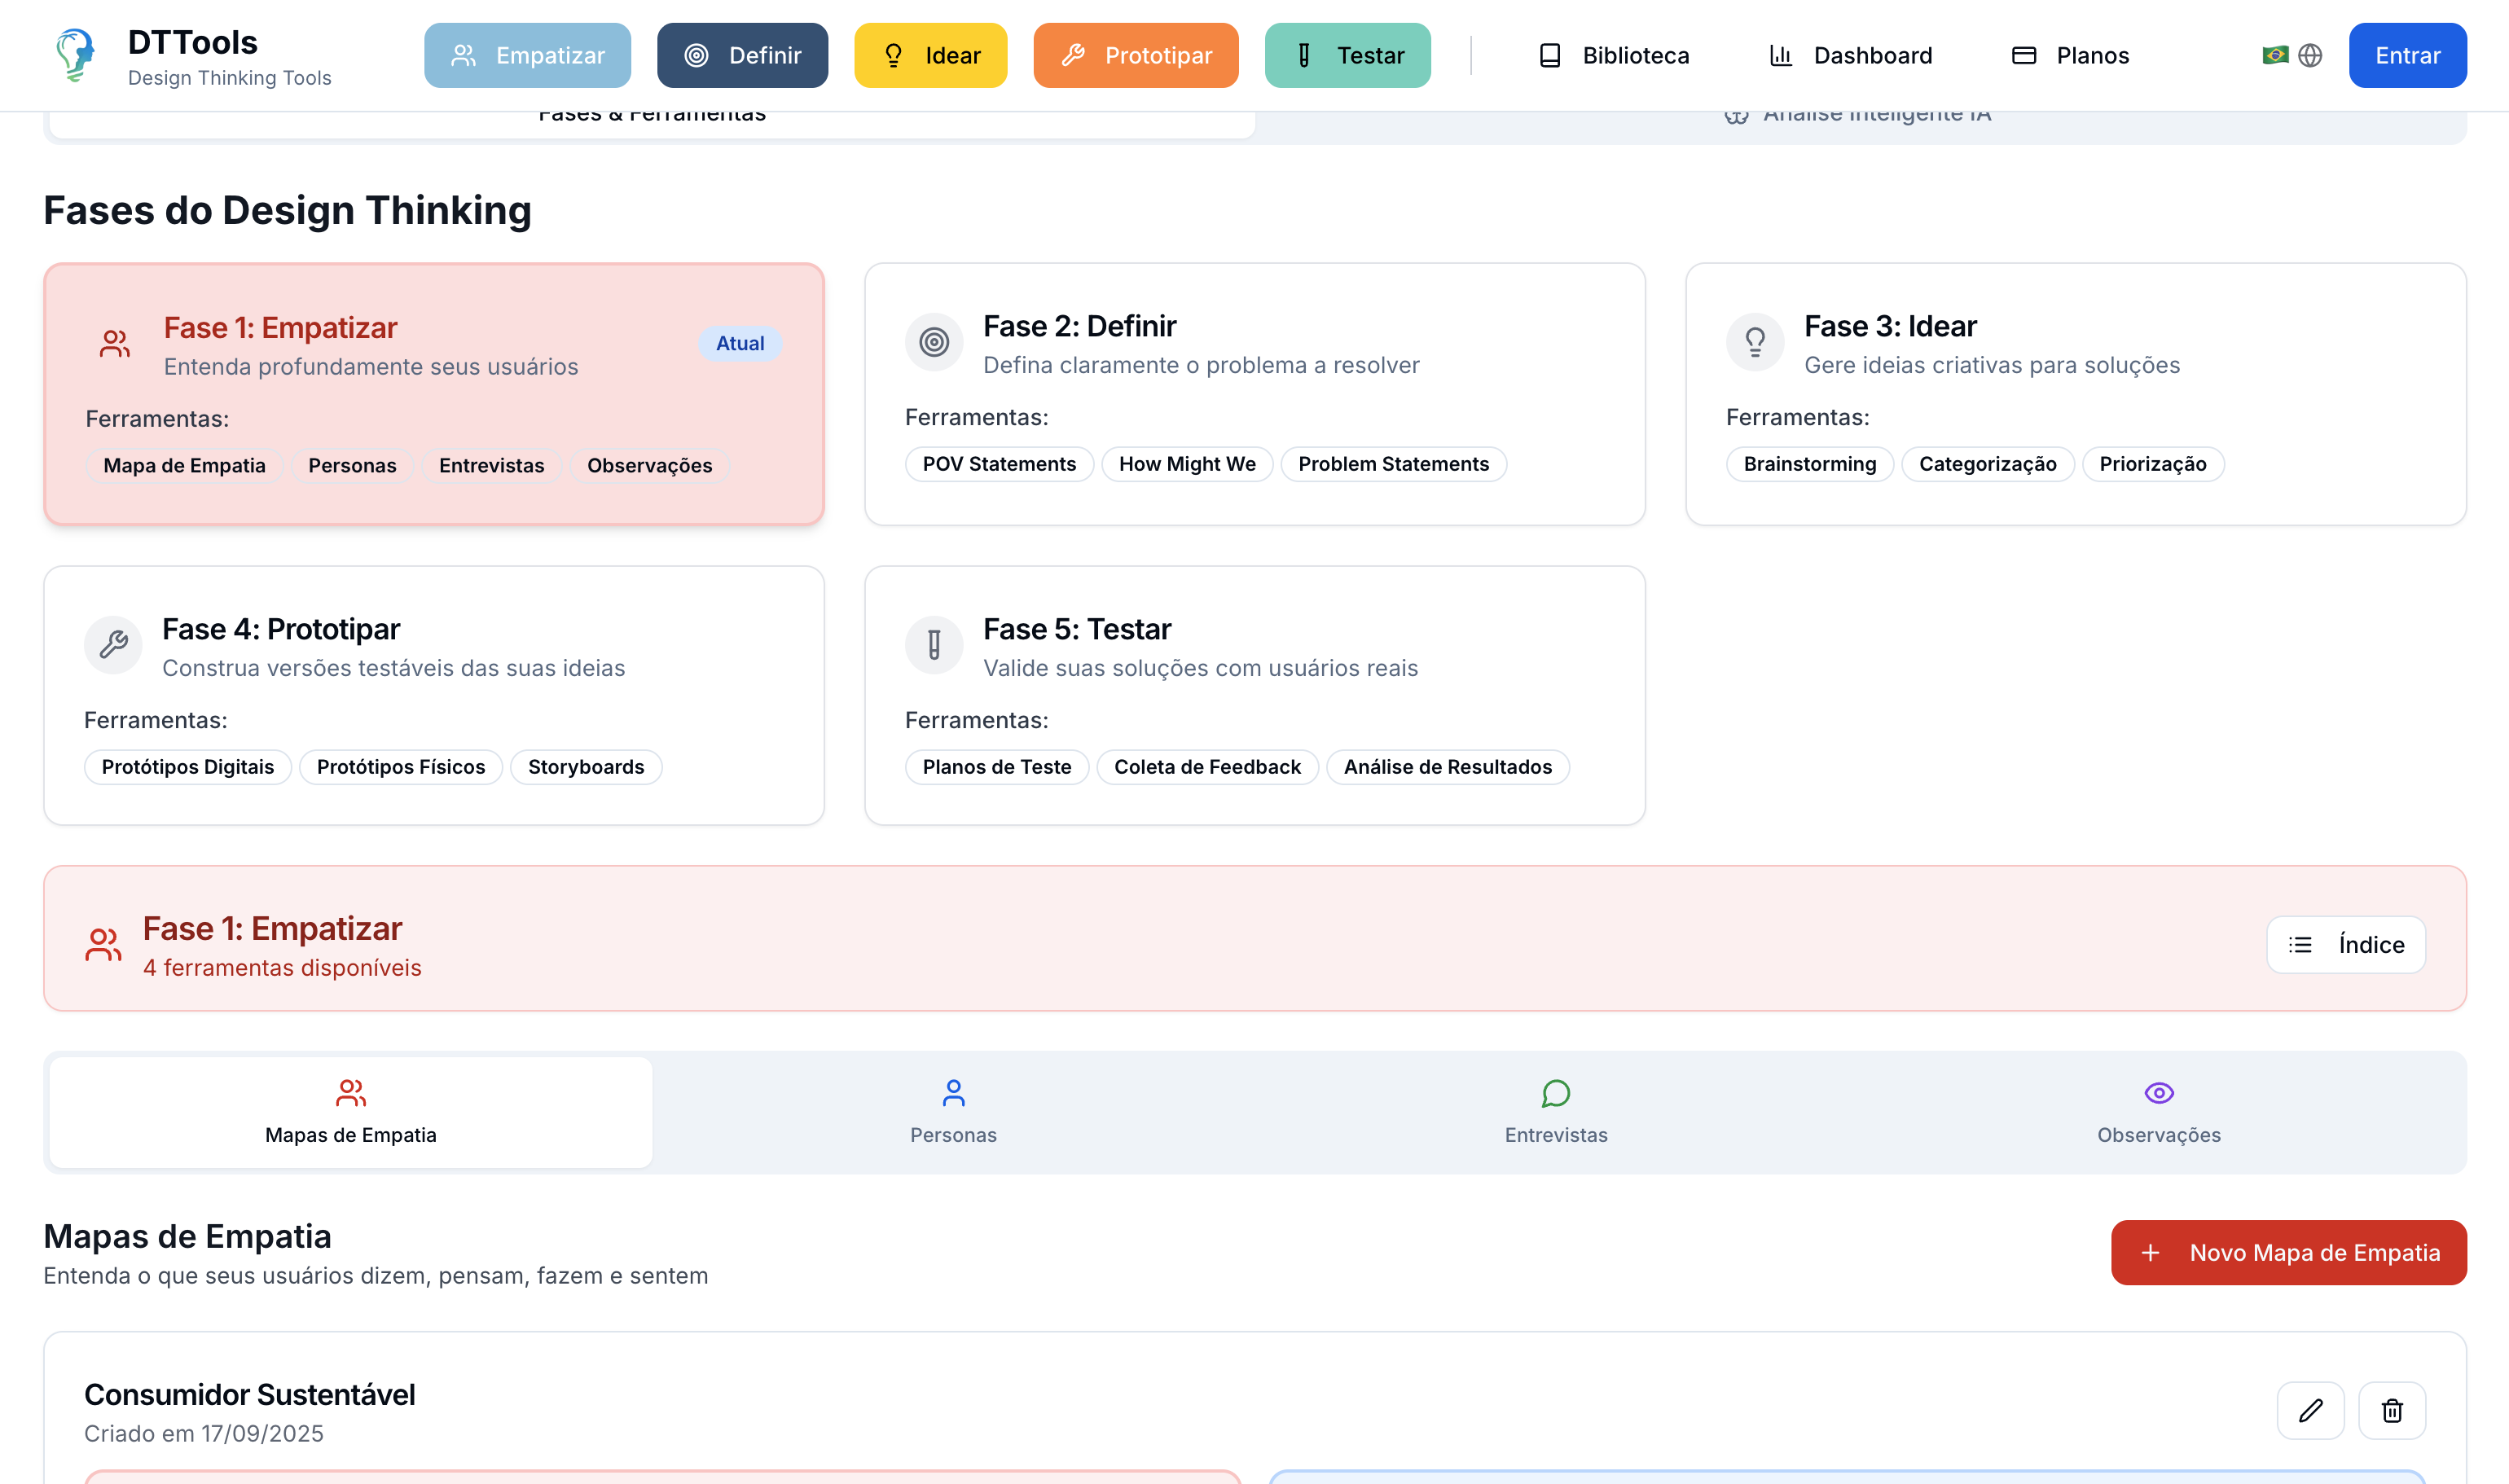 DTTools
Design Thinking Tools
Empatizar
Definir
Idear
Prototipar
Testar
Biblioteca
Dashboard
Planos
Entrar
Fases & Ferramentas
Análise Inteligente IA
Fases do Design Thinking
Fase 1: Empatizar
Entenda profundamente seus usuários
Atual
Ferramentas:
Mapa de Empatia
Personas
Entrevistas
Observações
Fase 2: Definir
Defina claramente o problema a resolver
Ferramentas:
POV Statements
How Might We
Problem Statements
Fase 3: Idear
Gere ideias criativas para soluções
Ferramentas:
Brainstorming
Categorização
Priorização
Fase 4: Prototipar
Construa versões testáveis das suas ideias
Ferramentas:
Protótipos Digitais
Protótipos Físicos
Storyboards
Fase 5: Testar
Valide suas soluções com usuários reais
Ferramentas:
Planos de Teste
Coleta de Feedback
Análise de Resultados
Fase 1: Empatizar
4 ferramentas disponíveis
Índice
Mapas de Empatia
Personas
Entrevistas
Observações
Mapas de Empatia
Entenda o que seus usuários dizem, pensam, fazem e sentem
Novo Mapa de Empatia
Consumidor Sustentável
Criado em 17/09/2025